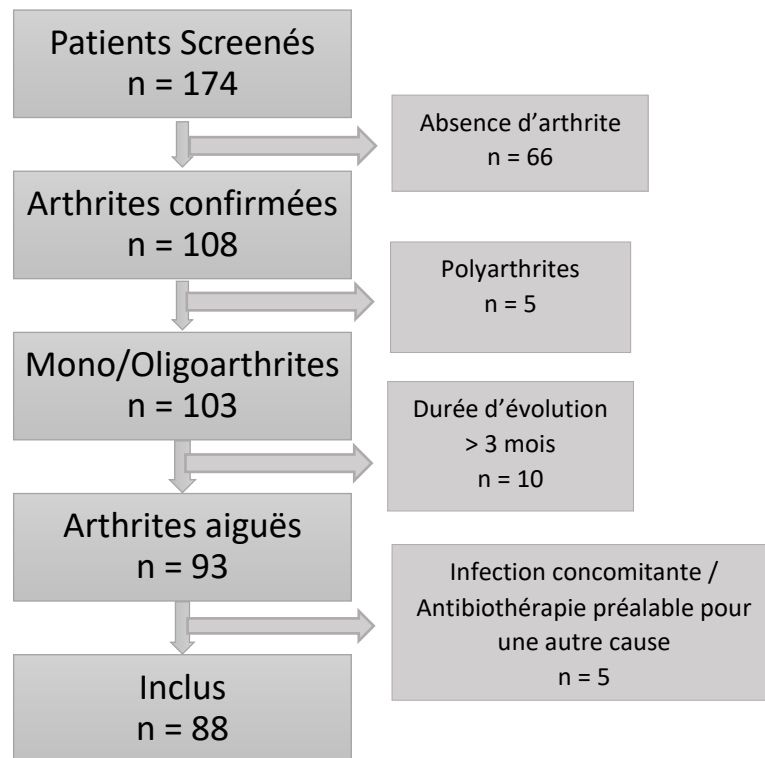 Patients Screenés
n = 174
Absence d'arthrite
n = 66
Arthrites confirmées
n = 108
Polyarthrites
n = 5
Mono/Oligoarthrites
n = 103
Durée d'évolution
> 3 mois
n = 10
Arthrites aiguës
n = 93
Infection concomitante /
Antibiothérapie préalable pour
une autre cause
n = 5
Inclus
n = 88